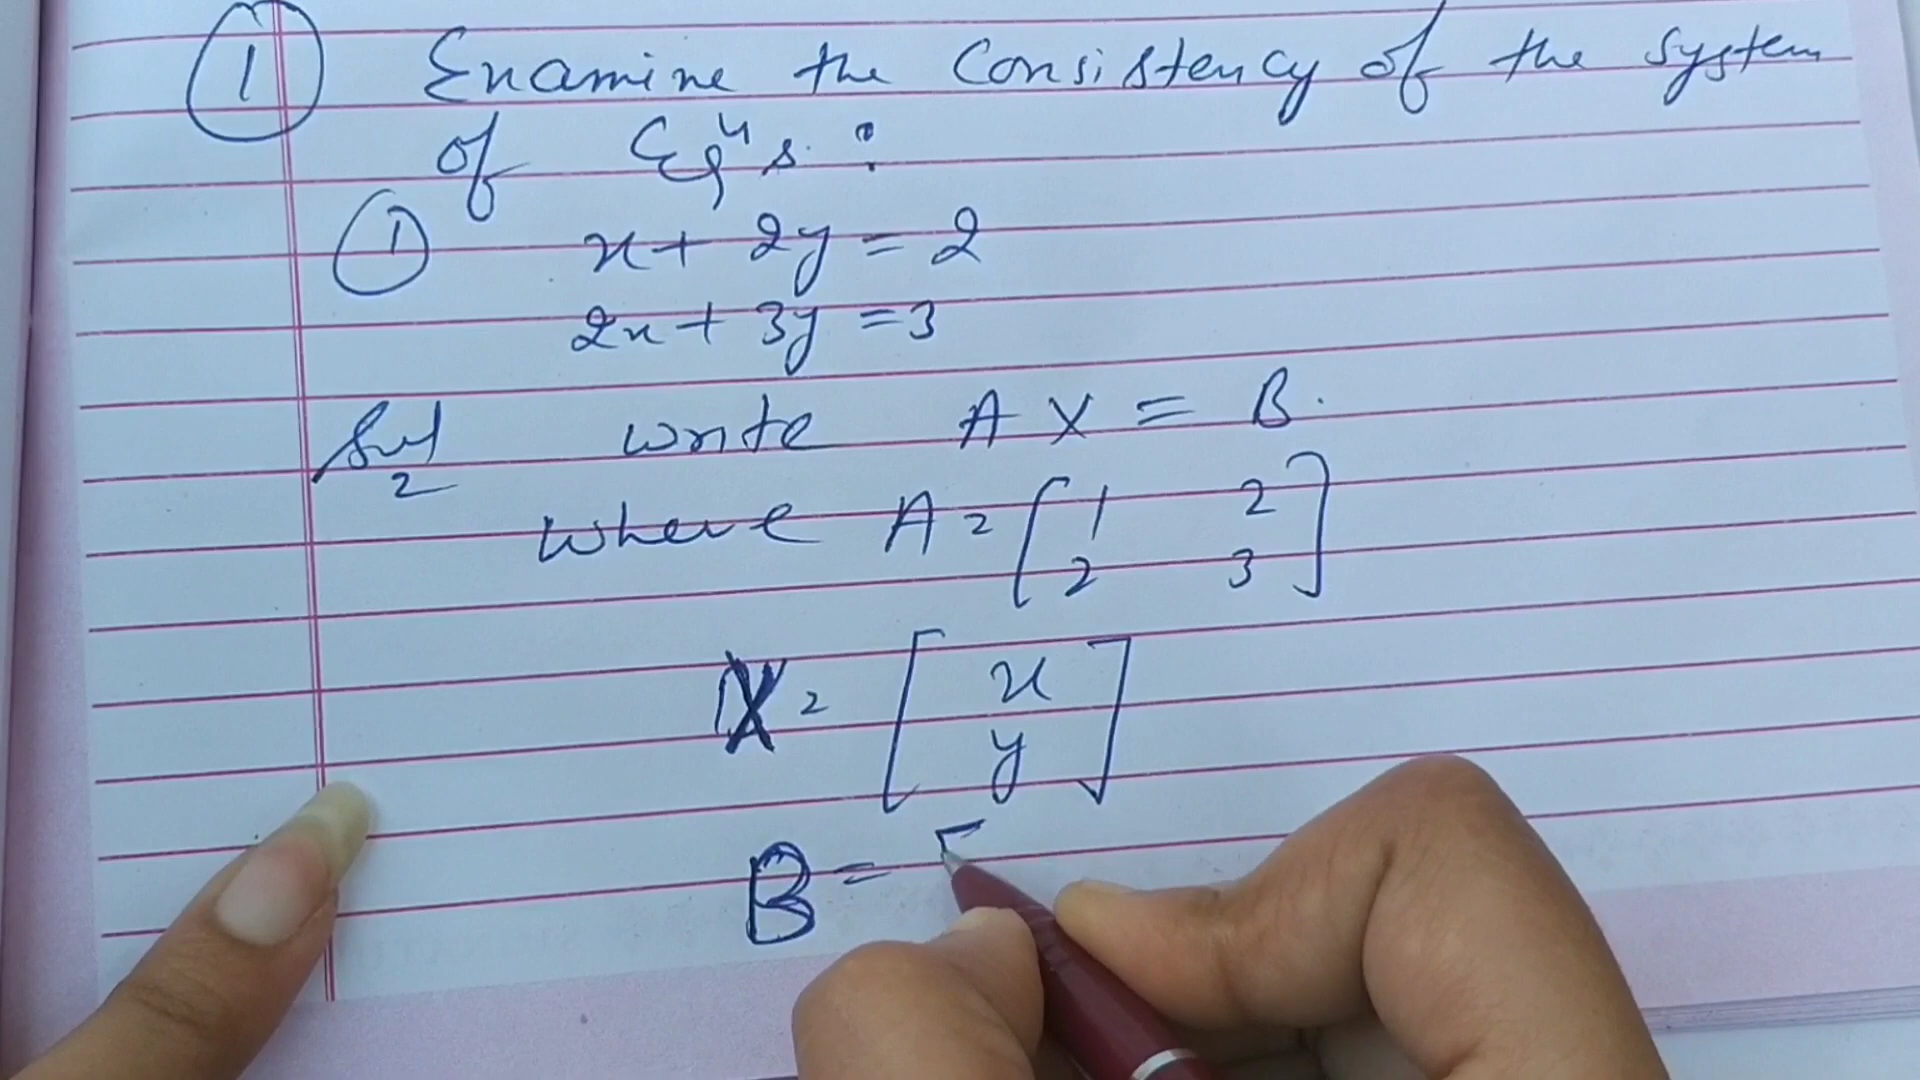 1 Examine the Consistency of the system
of Eqⁿs :
1 x + 2y = 2
2x + 3y = 3
Sol write AX = B.
where A = [ 1 2
2 3 ]
X = [ x
y ]
B = [